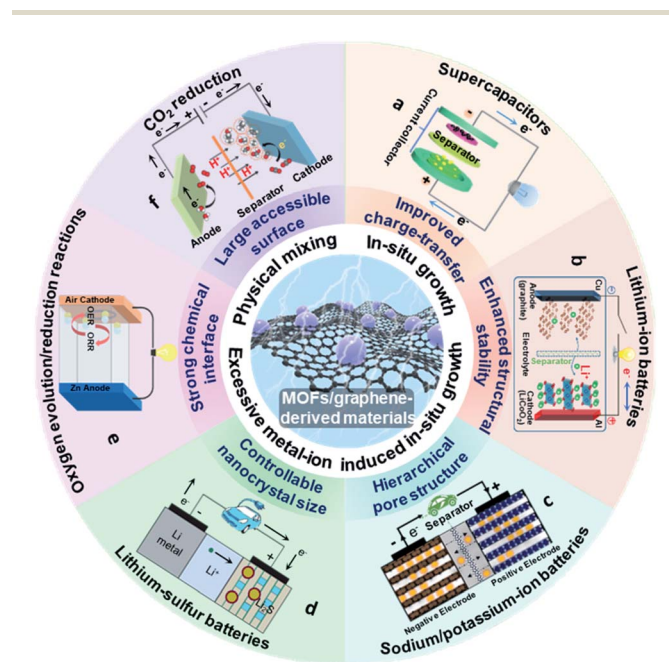 CO2 reduction
e-
+
-
e-
e-
e-
e-
H+
H+
H+
f
Anode
Separator
Cathode
Large accessible
surface
Supercapacitors
a
Current collector
-
e-
Separator
+
e-
Improved
charge-transfer
Lithium-ion batteries
b
Cu
Anode
(graphite)
Electrolyte
Separator
Li+
Cathode
(LiCoO2)
Al
e-
Enhanced structural
stability
Sodium/potassium-ion batteries
c
e-
Separator
-
+
Negative Electrode
Positive Electrode
Hierarchical
pore structure
Lithium-sulfur batteries
d
e-
-
+
e-
Li
metal
Li+
Li2S
Controllable
nanocrystal size
Oxygen evolution/reduction reactions
e
Air Cathode
OER
ORR
Zn Anode
Strong chemical
interface
Physical mixing
In-situ growth
Excessive metal-ion induced in-situ growth
MOFs/graphene-
derived materials